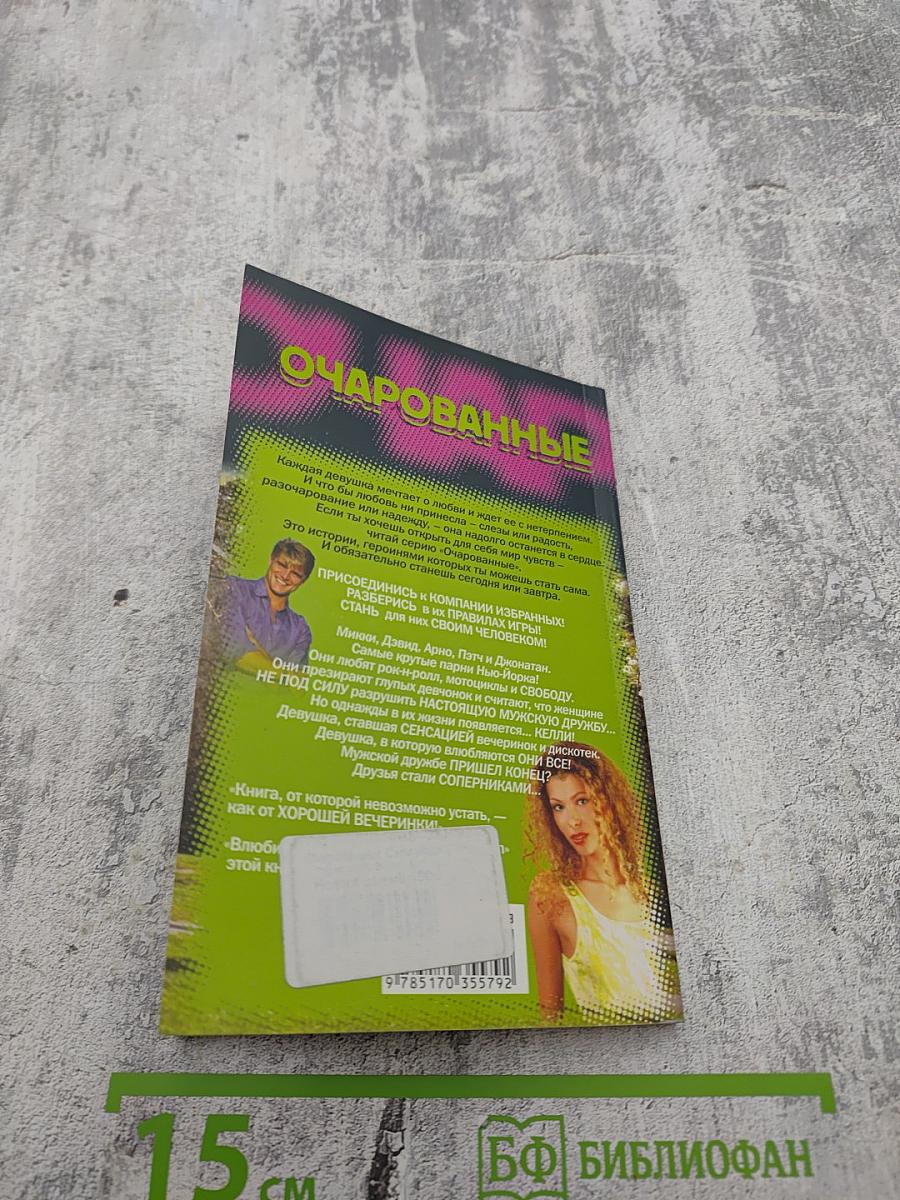 ОЧАРОВАННЫЕ
Каждая девушка мечтает о любви и ждет ее с нетерпением.
И что бы любовь ни принесла – слезы или радость,
разочарование или надежду, – она надолго останется в сердце.
Если ты хочешь открыть для себя мир чувств –
читай серию «Очарованные».
Это истории, героинями которых ты можешь стать сама.
И обязательно станешь сегодня или завтра.
ПРИСОЕДИНИСЬ к КОМПАНИИ ИЗБРАННЫХ!
РАЗБЕРИСЬ в их ПРАВИЛАХ ИГРЫ!
СТАНЬ для них СВОИМ ЧЕЛОВЕКОМ!
Микки, Дэвид, Арно, Пэтч и Джонатан.
Самые крутые парни Нью-Йорка!
Они любят рок-н-ролл, мотоциклы и СВОБОДУ.
Они презирают глупых девчонок и считают, что женщине
НЕ ПОД СИЛУ разрушить НАСТОЯЩУЮ МУЖСКУЮ ДРУЖБУ...
Но однажды в их жизни появляется... КЕЛЛИ!
Девушка, ставшая СЕНСАЦИЕЙ вечеринок и дискотек.
Девушка, в которую влюбляются ОНИ ВСЕ!
Мужской дружбе ПРИШЕЛ КОНЕЦ?
Друзья стали СОПЕРНИКАМИ...
«Книга, от которой невозможно устать, —
как от ХОРОШЕЙ ВЕЧЕРИНКИ!
«Влюби
этой кн
9 785170 355792
15 см
БФ БИБЛИОФАН